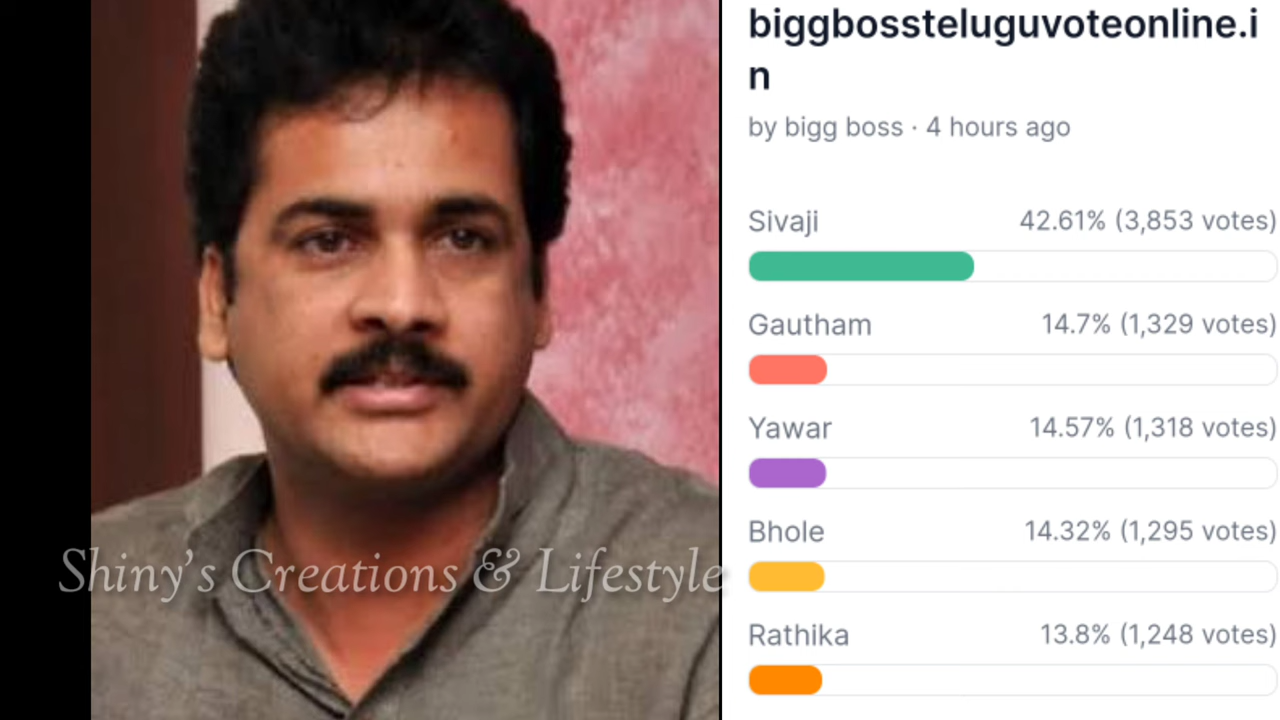 biggbossteluguvoteonline.i
n
by bigg boss · 4 hours ago
Sivaji 42.61% (3,853 votes)
Gautham 14.7% (1,329 votes)
Yawar 14.57% (1,318 votes)
Bhole 14.32% (1,295 votes)
Shiny's Creations & Lifestyle
Rathika 13.8% (1,248 votes)